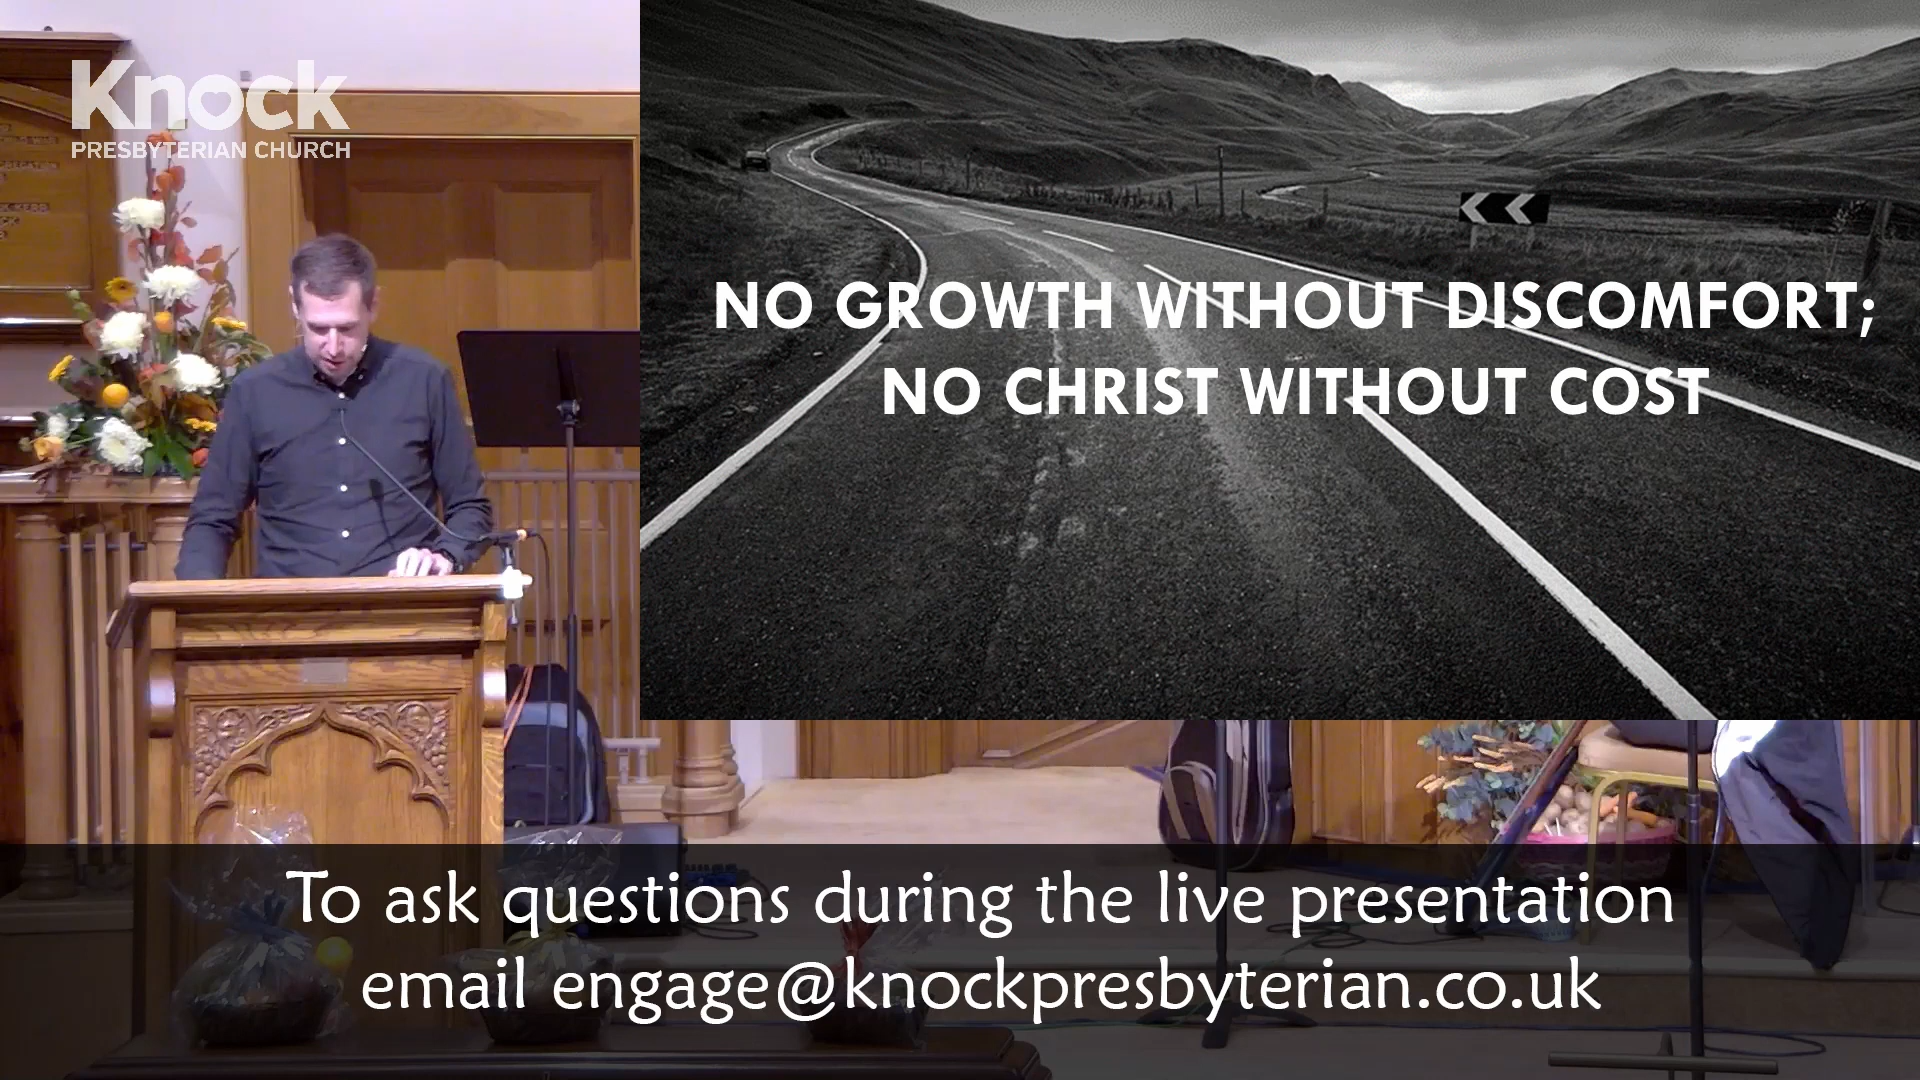 Knock
PRESBYTERIAN CHURCH
NO GROWTH WITHOUT DISCOMFORT;
NO CHRIST WITHOUT COST
To ask questions during the live presentation
email engage@knockpresbyterian.co.uk